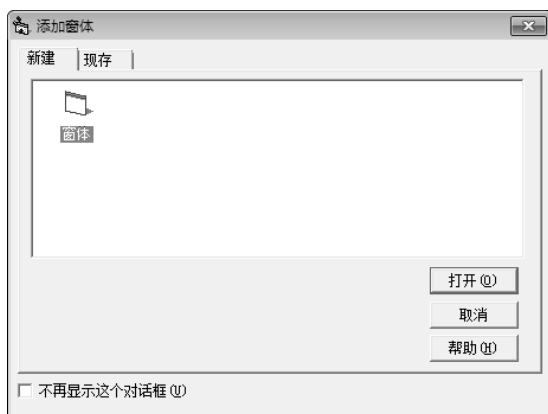 添加窗体
新建 现存
窗体
打开(O)
取消
帮助(H)
不再显示这个对话框(U)